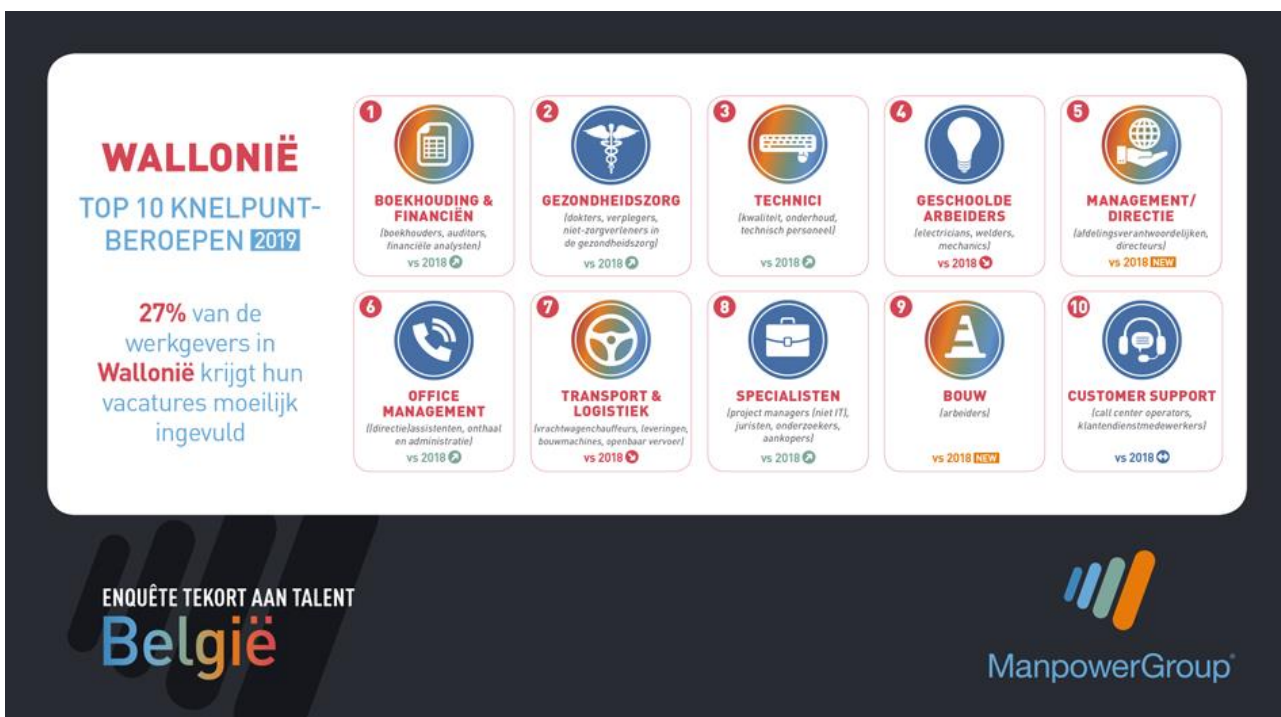 WALLONIË
TOP 10 KNELPUNT-
BEROEPEN 2019
27% van de
werkgevers in
Wallonië krijgt hun
vacatures moeilijk
ingevuld
1
BOEKHOUDING &
FINANCIËN
(boekhouders, auditors,
financiële analysten)
vs 2018
2
GEZONDHEIDSZORG
(dokters, verplegers,
niet-zorgverleners in
de gezondheidszorg)
vs 2018
3
TECHNICI
(kwaliteit, onderhoud,
technisch personeel)
vs 2018
4
GESCHOOLDE
ARBEIDERS
(electricians, welders,
mechanics)
vs 2018
5
MANAGEMENT/
DIRECTIE
(afdelingsverantwoordelijken,
directeurs)
vs 2018 NEW
6
OFFICE
MANAGEMENT
((directie)assistenten, onthaal
en administratie)
vs 2018
7
TRANSPORT &
LOGISTIEK
(vrachtwagenchauffeurs, leveringen,
bouwmachines, openbaar vervoer)
vs 2018
8
SPECIALISTEN
(project managers (niet IT),
juristen, onderzoekers,
aankopers)
vs 2018
9
BOUW
(arbeiders)
vs 2018 NEW
10
CUSTOMER SUPPORT
(call center operators,
klantendienstmedewerkers)
vs 2018
ENQUÊTE TEKORT AAN TALENT
België
ManpowerGroup®